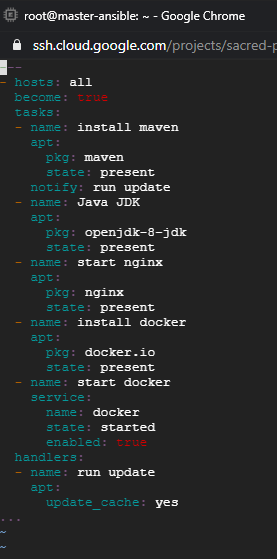 root@master-ansible: ~ - Google Chrome
ssh.cloud.google.com/projects/sacred-p
---
- hosts: all
  become: true
  tasks:
  - name: install maven
    apt:
      pkg: maven
      state: present
    notify: run update
  - name: Java JDK
    apt:
      pkg: openjdk-8-jdk
      state: present
  - name: start nginx
    apt:
      pkg: nginx
      state: present
  - name: install docker
    apt:
      pkg: docker.io
      state: present
  - name: start docker
    service:
      name: docker
      state: started
      enabled: true
  handlers:
  - name: run update
    apt:
      update_cache: yes
...
~
~